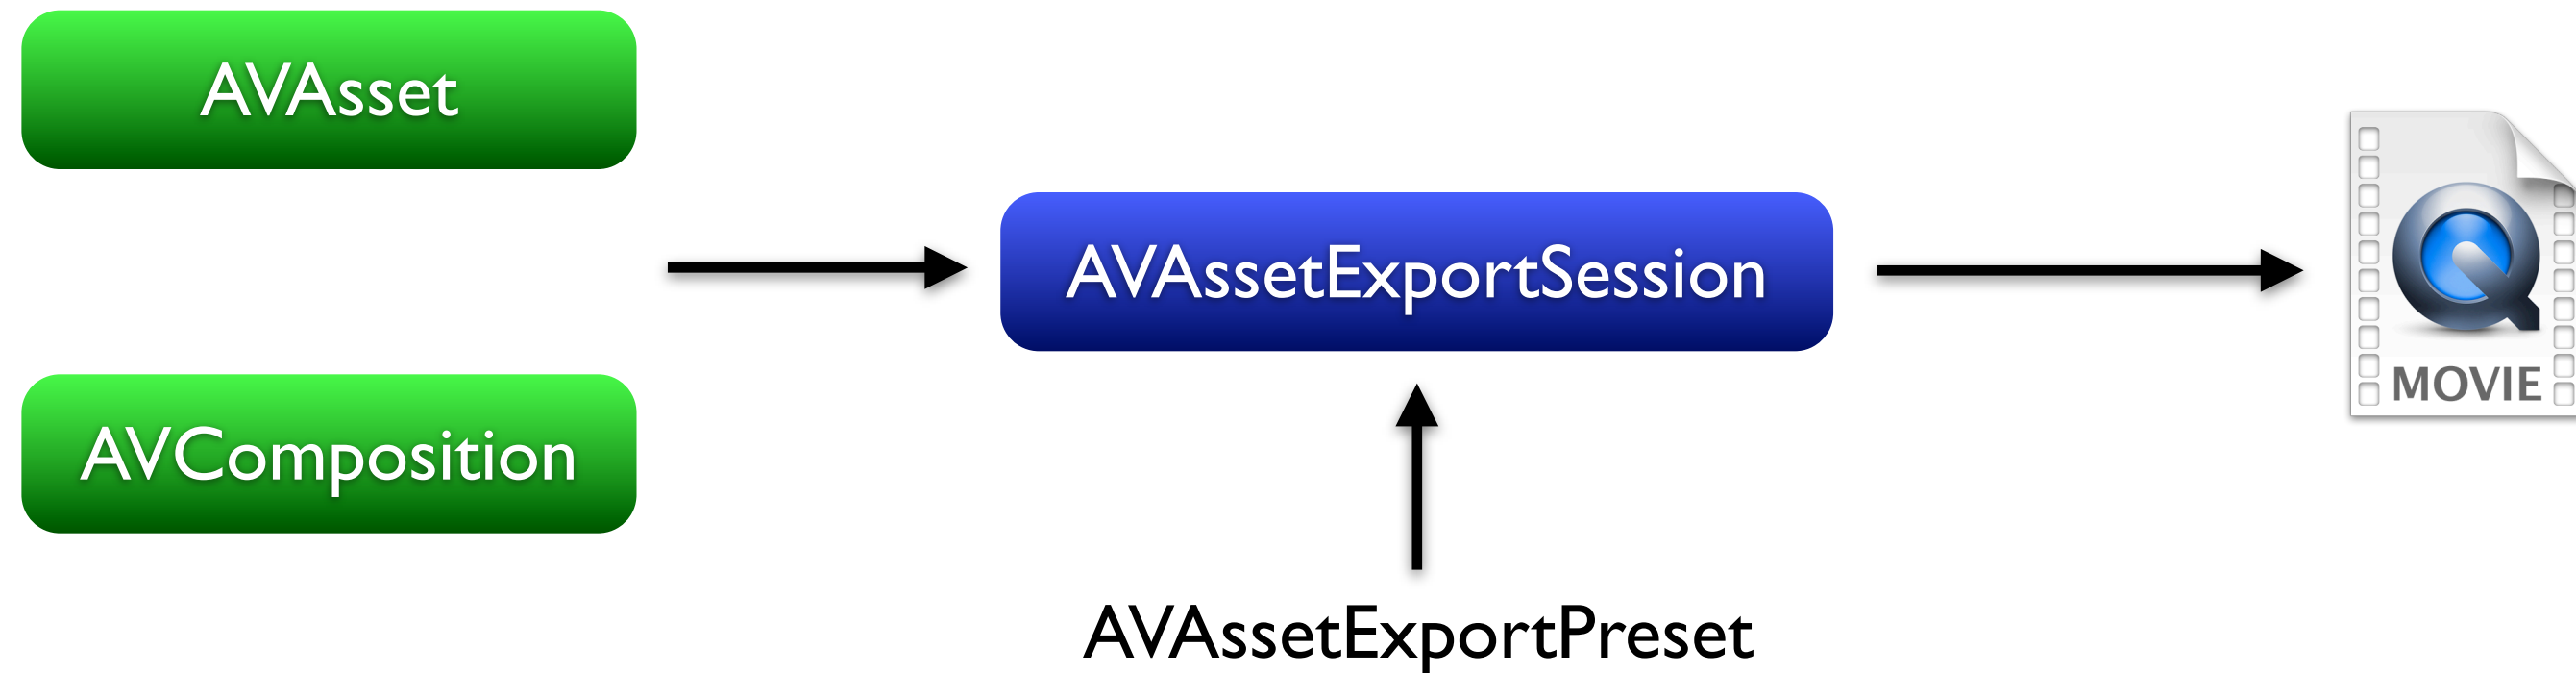 AVAsset
AVAssetExportSession
MOVIE
AVComposition
AVAssetExportPreset